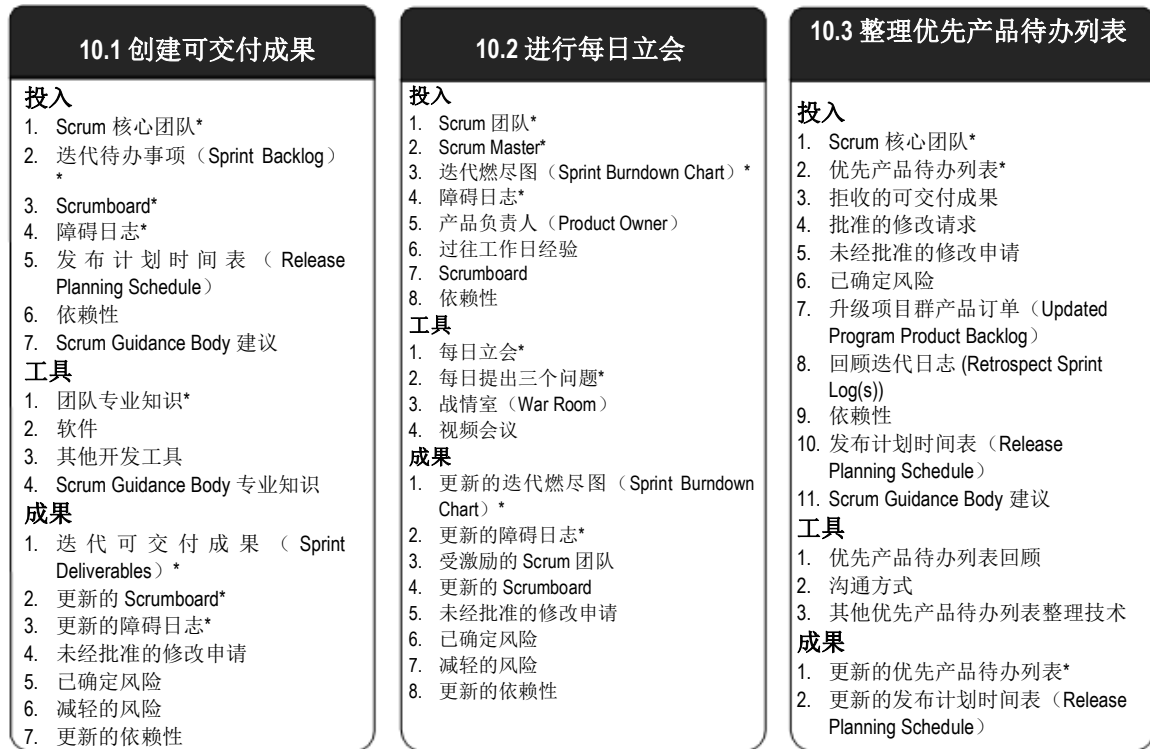 10.1 创建可交付成果
投入
1. Scrum 核心团队*
2. 迭代待办事项（Sprint Backlog）
*
3. Scrumboard*
4. 障碍日志*
5. 发布计划时间表（Release
Planning Schedule）
6. 依赖性
7. Scrum Guidance Body 建议
工具
1. 团队专业知识*
2. 软件
3. 其他开发工具
4. Scrum Guidance Body 专业知识
成果
1. 迭代可交付成果（Sprint
Deliverables）*
2. 更新的 Scrumboard*
3. 更新的障碍日志*
4. 未经批准的修改申请
5. 已确定风险
6. 减轻的风险
7. 更新的依赖性
10.2 进行每日立会
投入
1. Scrum 团队*
2. Scrum Master*
3. 迭代燃尽图（Sprint Burndown Chart）*
4. 障碍日志*
5. 产品负责人（Product Owner）
6. 过往工作日经验
7. Scrumboard
8. 依赖性
工具
1. 每日立会*
2. 每日提出三个问题*
3. 战情室（War Room）
4. 视频会议
成果
1. 更新的迭代燃尽图（Sprint Burndown
Chart）*
2. 更新的障碍日志*
3. 受激励的 Scrum 团队
4. 更新的 Scrumboard
5. 未经批准的修改申请
6. 已确定风险
7. 减轻的风险
8. 更新的依赖性
10.3 整理优先产品待办列表
投入
1. Scrum 核心团队*
2. 优先产品待办列表*
3. 拒收的可交付成果
4. 批准的修改请求
5. 未经批准的修改申请
6. 已确定风险
7. 升级项目群产品订单（Updated
Program Product Backlog）
8. 回顾迭代日志 (Retrospect Sprint
Log(s))
9. 依赖性
10. 发布计划时间表（Release
Planning Schedule）
11. Scrum Guidance Body 建议
工具
1. 优先产品待办列表回顾
2. 沟通方式
3. 其他优先产品待办列表整理技术
成果
1. 更新的优先产品待办列表*
2. 更新的发布计划时间表（Release
Planning Schedule）